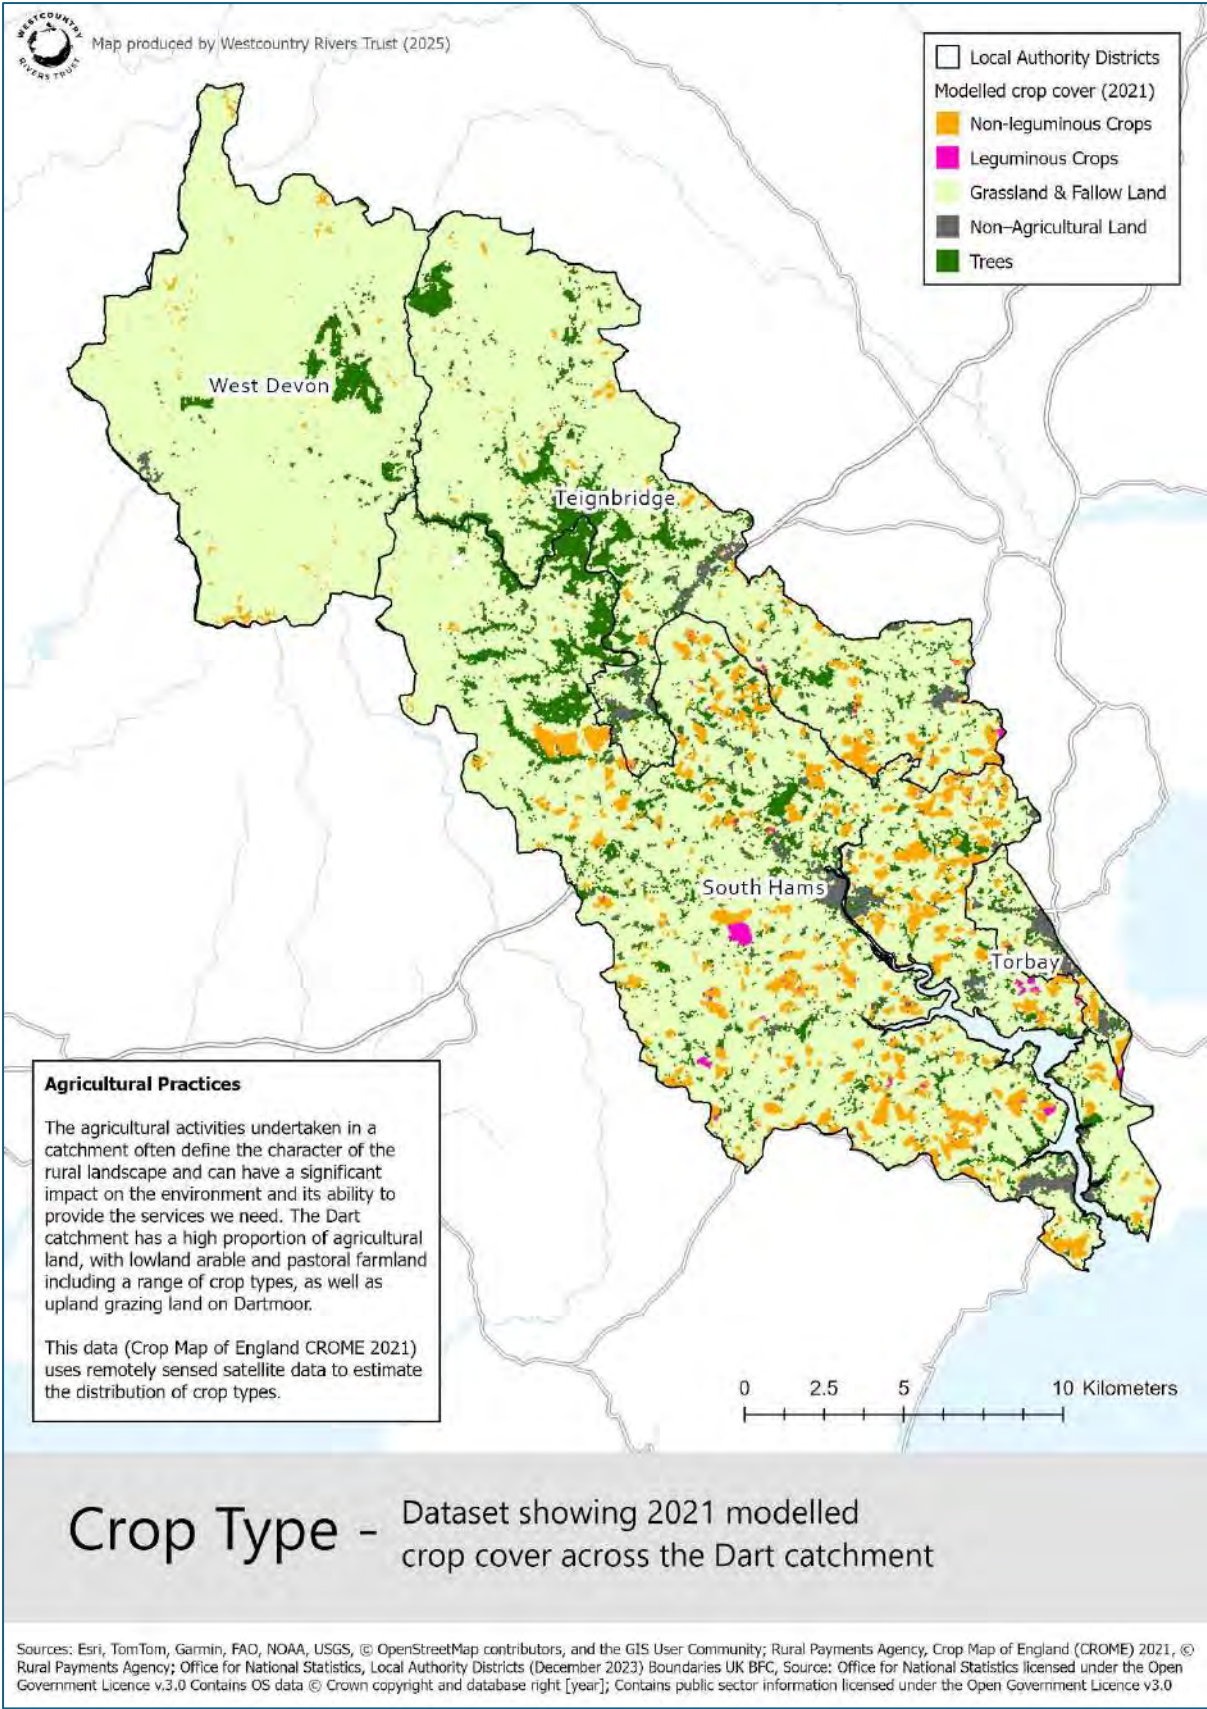 WESTCOUNTRY
RIVERS TRUST
Map produced by Westcountry Rivers Trust (2025)
Local Authority Districts
Modelled crop cover (2021)
Non-leguminous Crops
Leguminous Crops
Grassland & Fallow Land
Non–Agricultural Land
Trees
West Devon
Teignbridge
South Hams
Torbay
Agricultural Practices
The agricultural activities undertaken in a
catchment often define the character of the
rural landscape and can have a significant
impact on the environment and its ability to
provide the services we need. The Dart
catchment has a high proportion of agricultural
land, with lowland arable and pastoral farmland
including a range of crop types, as well as
upland grazing land on Dartmoor.
This data (Crop Map of England CROME 2021)
uses remotely sensed satellite data to estimate
the distribution of crop types.
0 2.5 5 10 Kilometers
Crop Type - Dataset showing 2021 modelled
crop cover across the Dart catchment
Sources: Esri, TomTom, Garmin, FAO, NOAA, USGS, © OpenStreetMap contributors, and the GIS User Community; Rural Payments Agency, Crop Map of England (CROME) 2021, ©
Rural Payments Agency; Office for National Statistics, Local Authority Districts (December 2023) Boundaries UK BFC, Source: Office for National Statistics licensed under the Open
Government Licence v.3.0 Contains OS data © Crown copyright and database right [year]; Contains public sector information licensed under the Open Government Licence v3.0